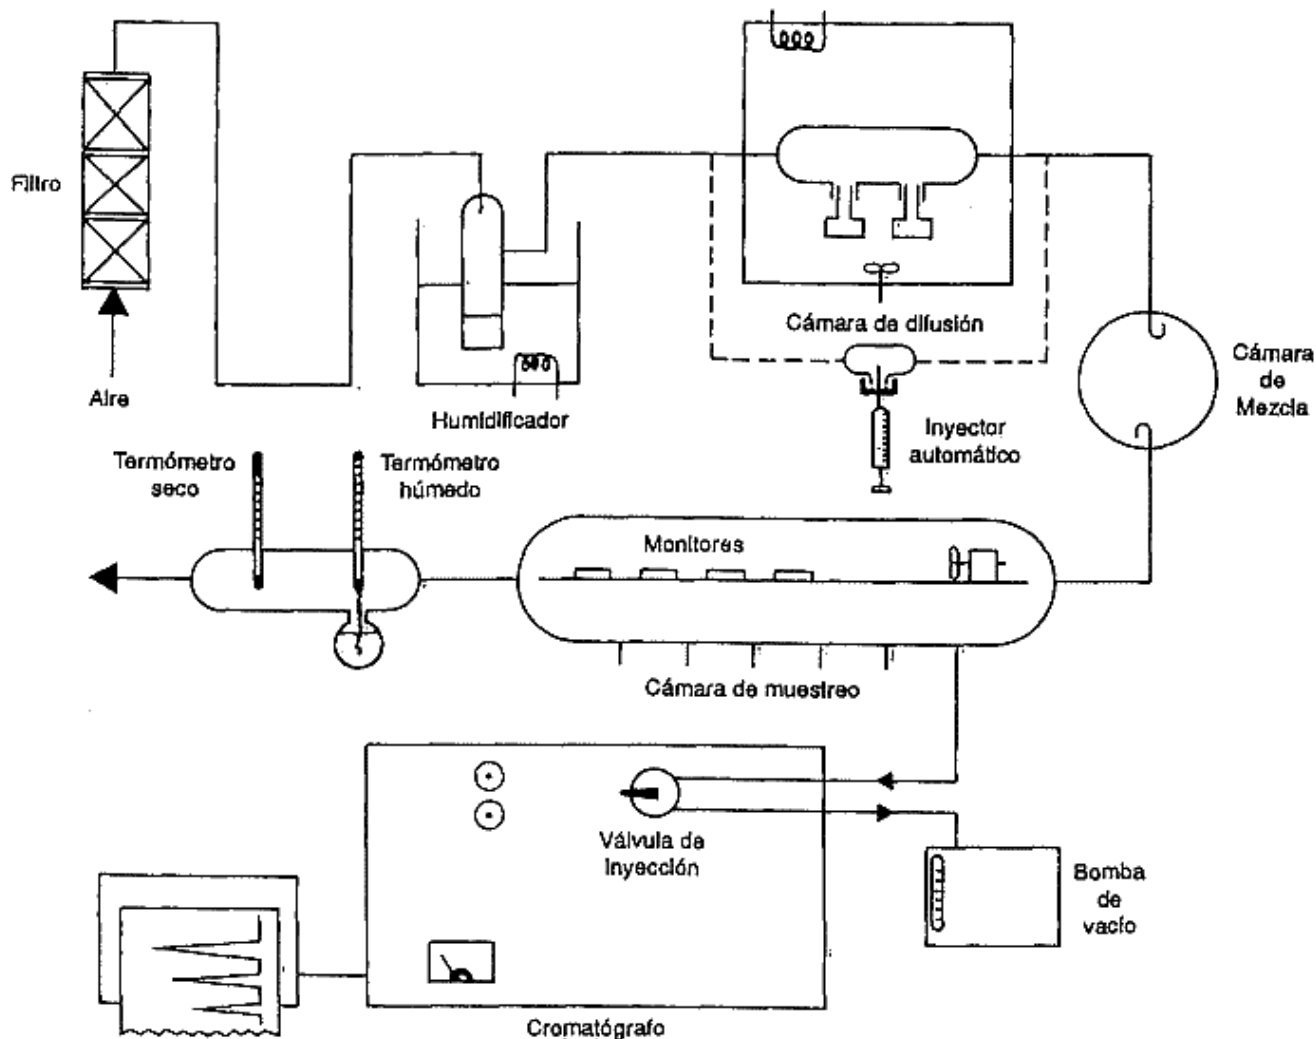 Filtro
Aire
Humidificador
Cámara de difusión
Inyector
automático
Cámara
de
Mezcla
Termómetro
seco
Termómetro
húmedo
Monitores
Cámara de muestreo
Válvula de
Inyección
Bomba
de
vacío
Cromatógrafo